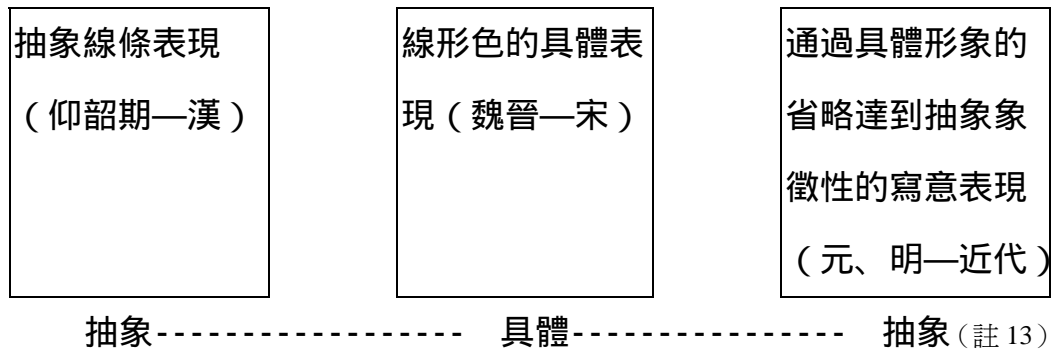 抽象線條表現
（仰韶期—漢）
線形色的具體表
現（魏晉—宋）
通過具體形象的
省略達到抽象象
徵性的寫意表現
（元、明—近代）
抽象------------------ 具體---------------- 抽象（註 13）